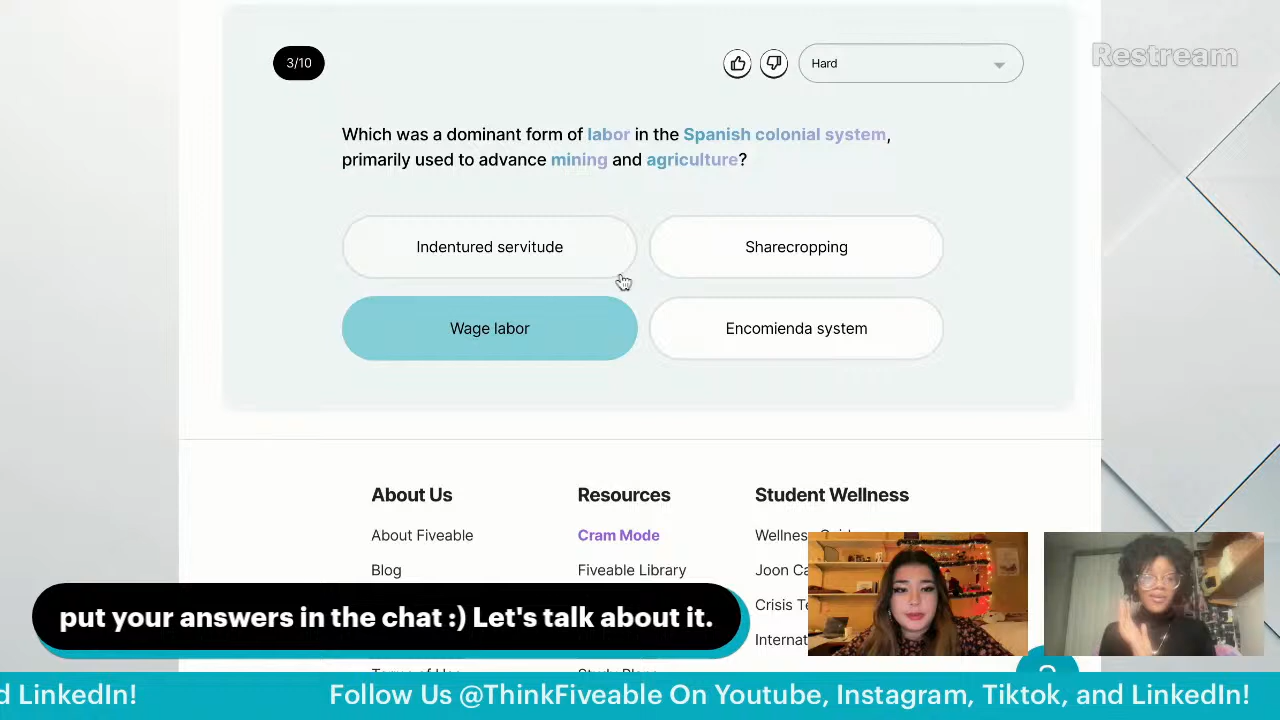 3/10
Hard
Restream
Which was a dominant form of labor in the Spanish colonial system,
primarily used to advance mining and agriculture?
Indentured servitude
Sharecropping
Wage labor
Encomienda system
About Us
Resources
Student Wellness
About Fiveable
Cram Mode
Blog
Fiveable Library
put your answers in the chat :) Let's talk about it.
d LinkedIn!
Follow Us @ThinkFiveable On Youtube, Instagram, Tiktok, and LinkedIn!